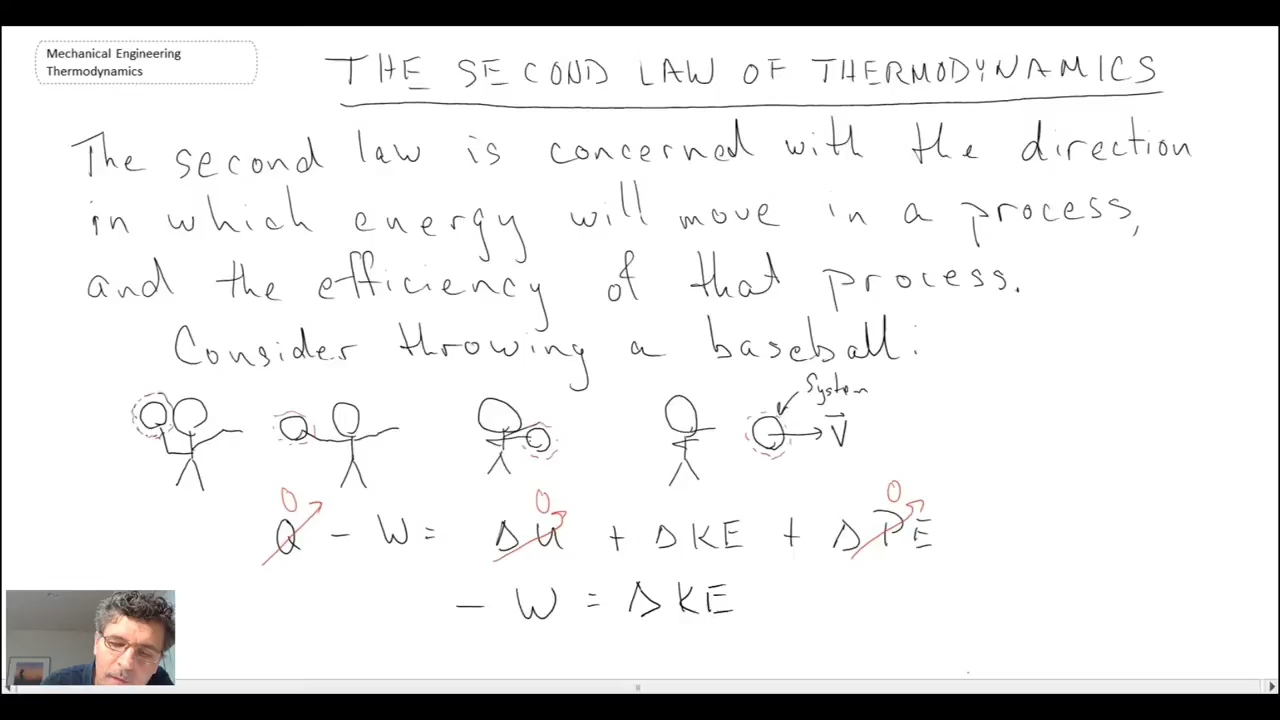 Mechanical Engineering
Thermodynamics
THE SECOND LAW OF THERMODYNAMICS
The second law is concerned with the direction
in which energy will move in a process,
and the efficiency of that process.
Consider throwing a baseball:
System
V
0 0 0
Q - W = ΔU + ΔKE + ΔPE
- W = ΔKE